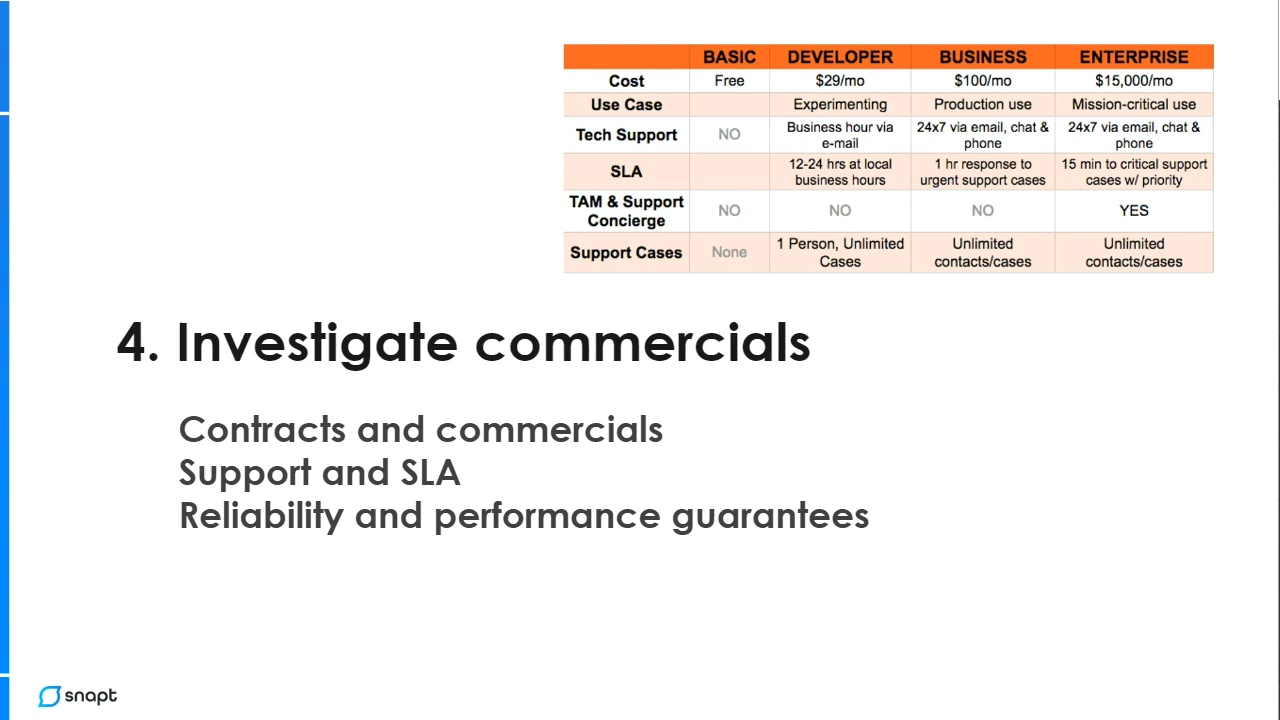 BASIC DEVELOPER BUSINESS ENTERPRISE
Cost Free $29/mo $100/mo $15,000/mo
Use Case Experimenting Production use Mission-critical use
Tech Support NO Business hour via e-mail 24x7 via email, chat & phone 24x7 via email, chat & phone
SLA 12-24 hrs at local business hours 1 hr response to urgent support cases 15 min to critical support cases w/ priority
TAM & Support Concierge NO NO NO YES
Support Cases None 1 Person, Unlimited Cases Unlimited contacts/cases Unlimited contacts/cases
4. Investigate commercials
Contracts and commercials
Support and SLA
Reliability and performance guarantees
snapt